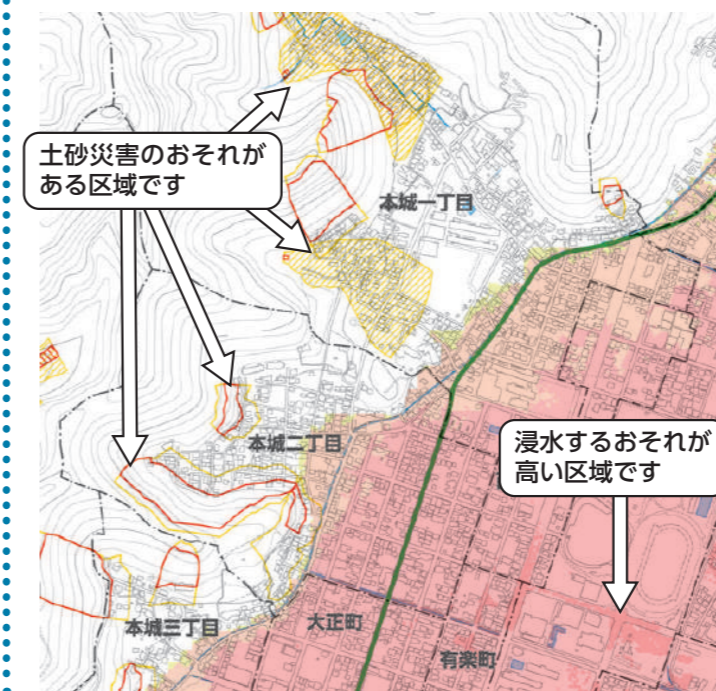 土砂災害のおそれが
ある区域です
本城一丁目
本城二丁目
浸水するおそれが
高い区域です
本城三丁目
大正町
有楽町